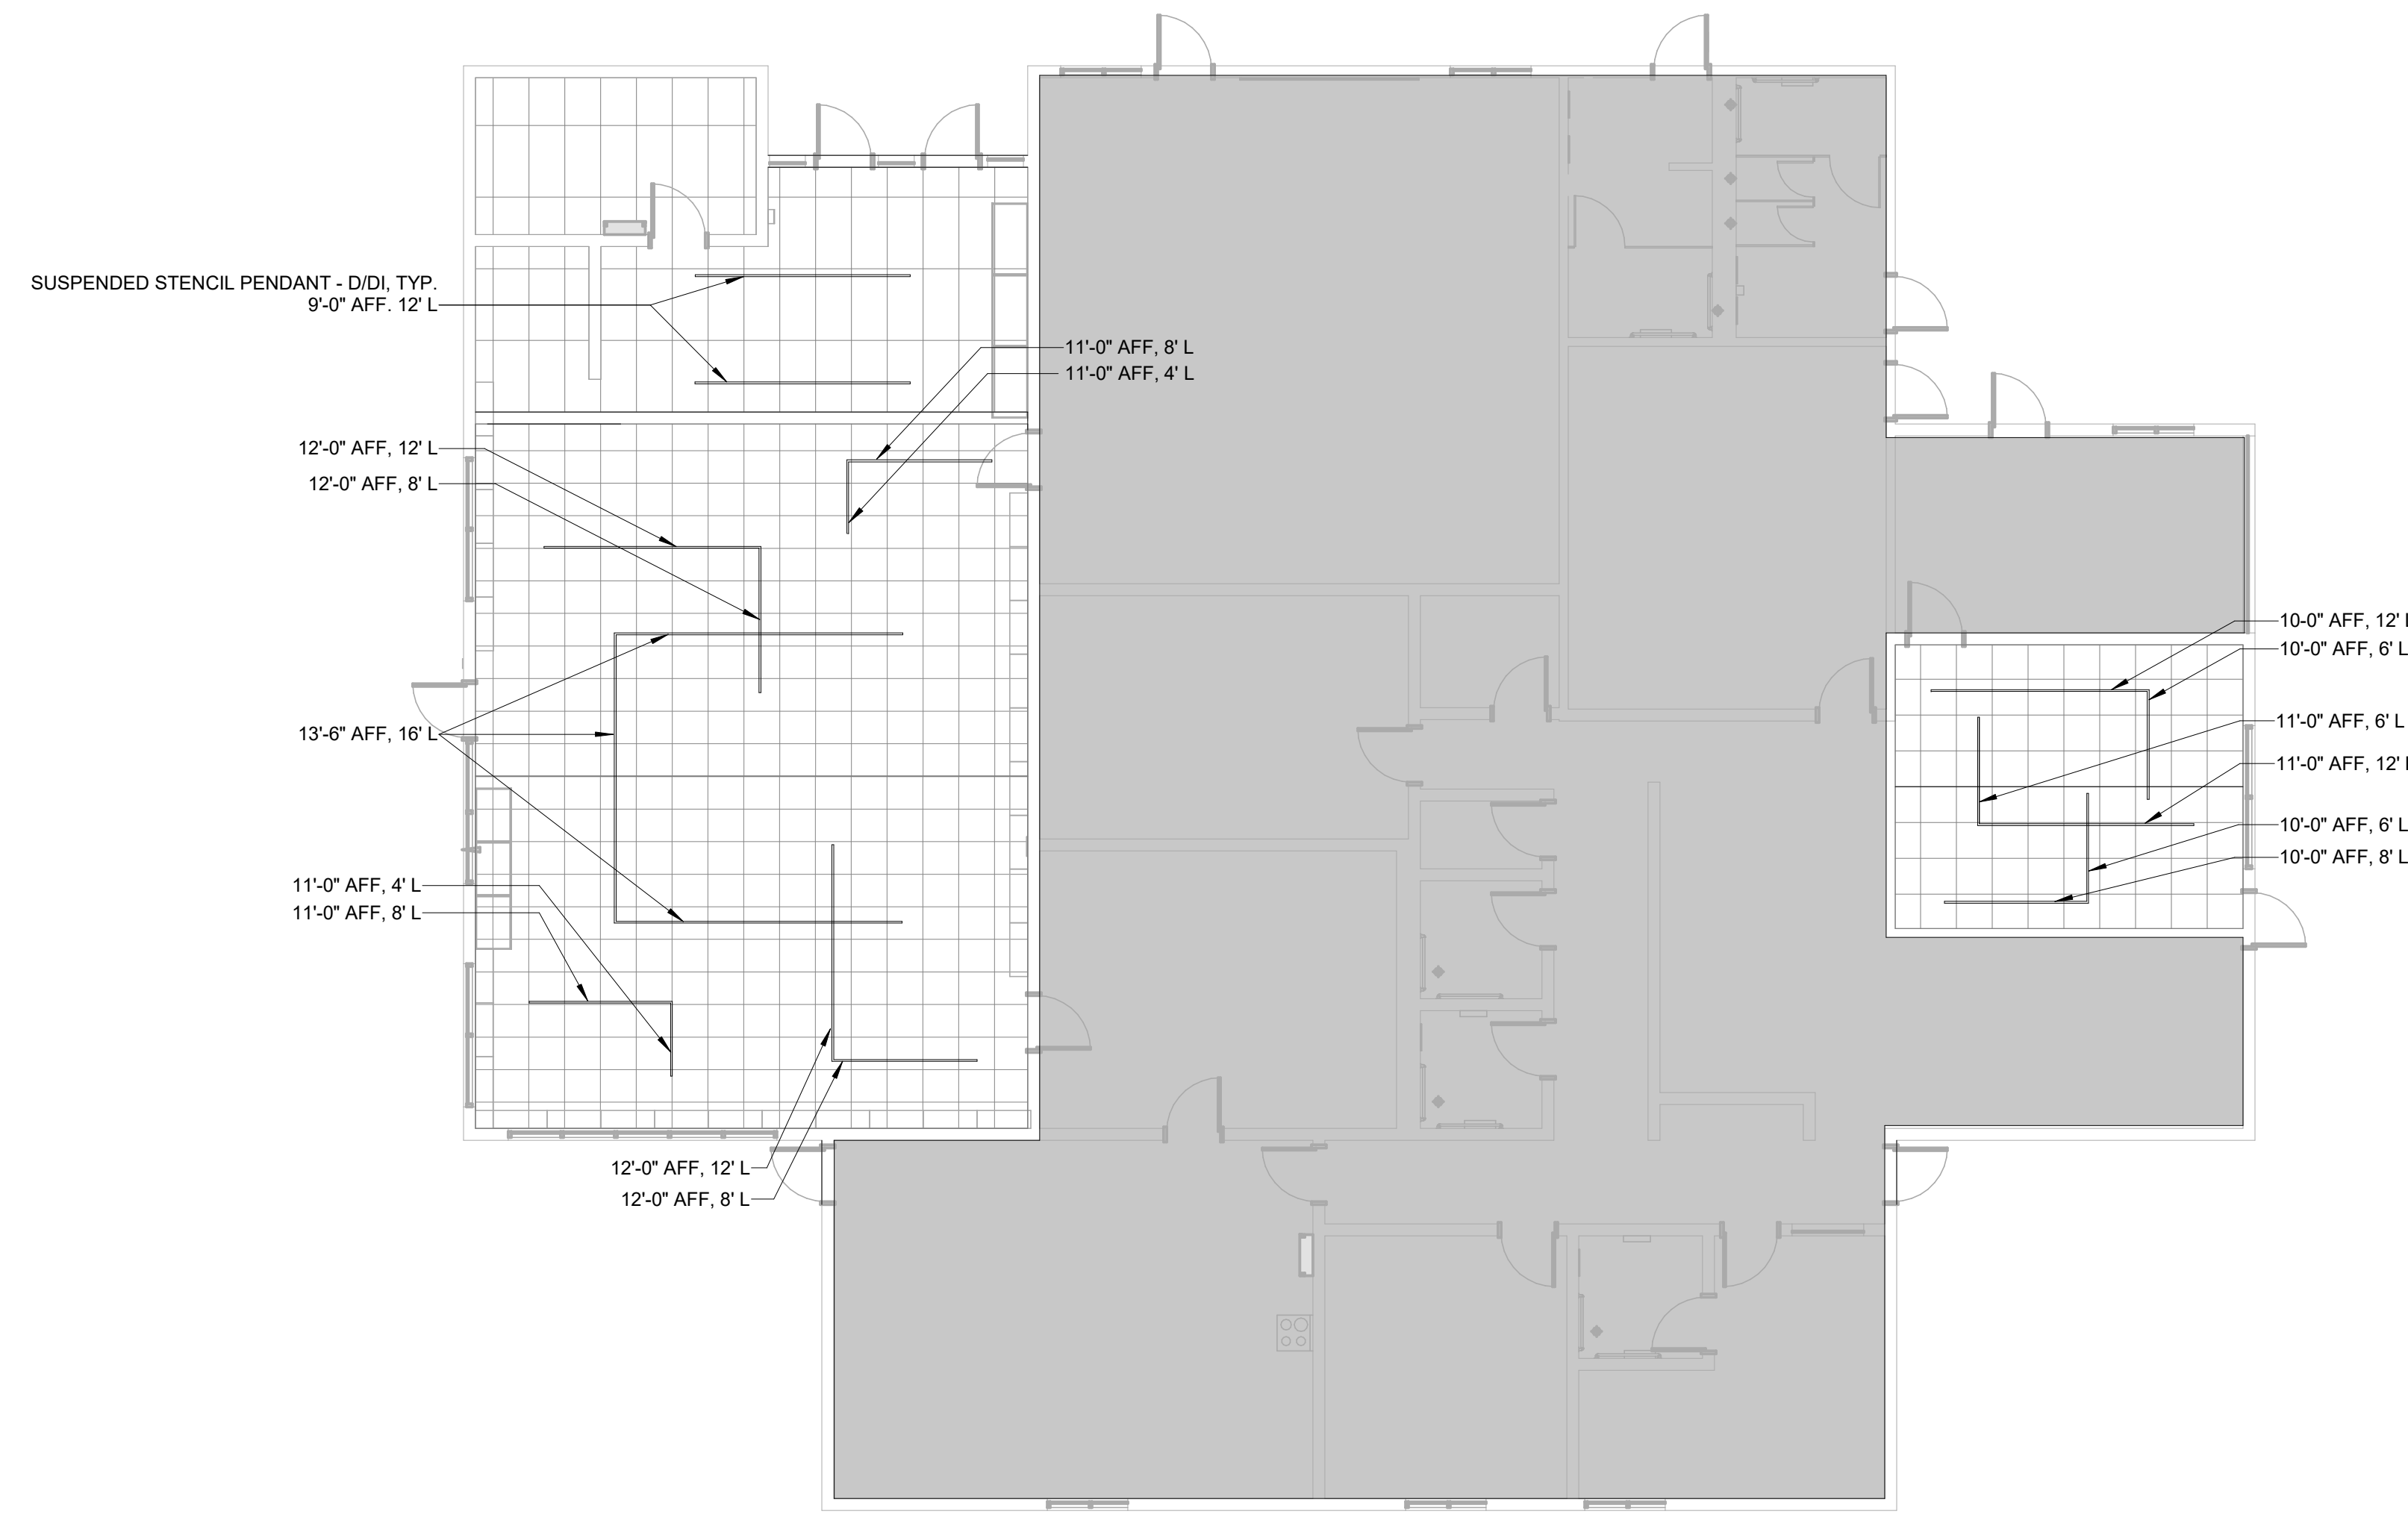 SUSPENDED STENCIL PENDANT - D/DI, TYP.
9'-0" AFF. 12' L
11'-0" AFF, 8' L
11'-0" AFF, 4' L
12'-0" AFF, 12' L
12'-0" AFF, 8' L
13'-6" AFF, 16' L
11'-0" AFF, 4' L
11'-0" AFF, 8' L
12'-0" AFF, 12' L
12'-0" AFF, 8' L
10-0" AFF, 12' L
10'-0" AFF, 6' L
11'-0" AFF, 6' L
11'-0" AFF, 12' L
10'-0" AFF, 6' L
10'-0" AFF, 8' L